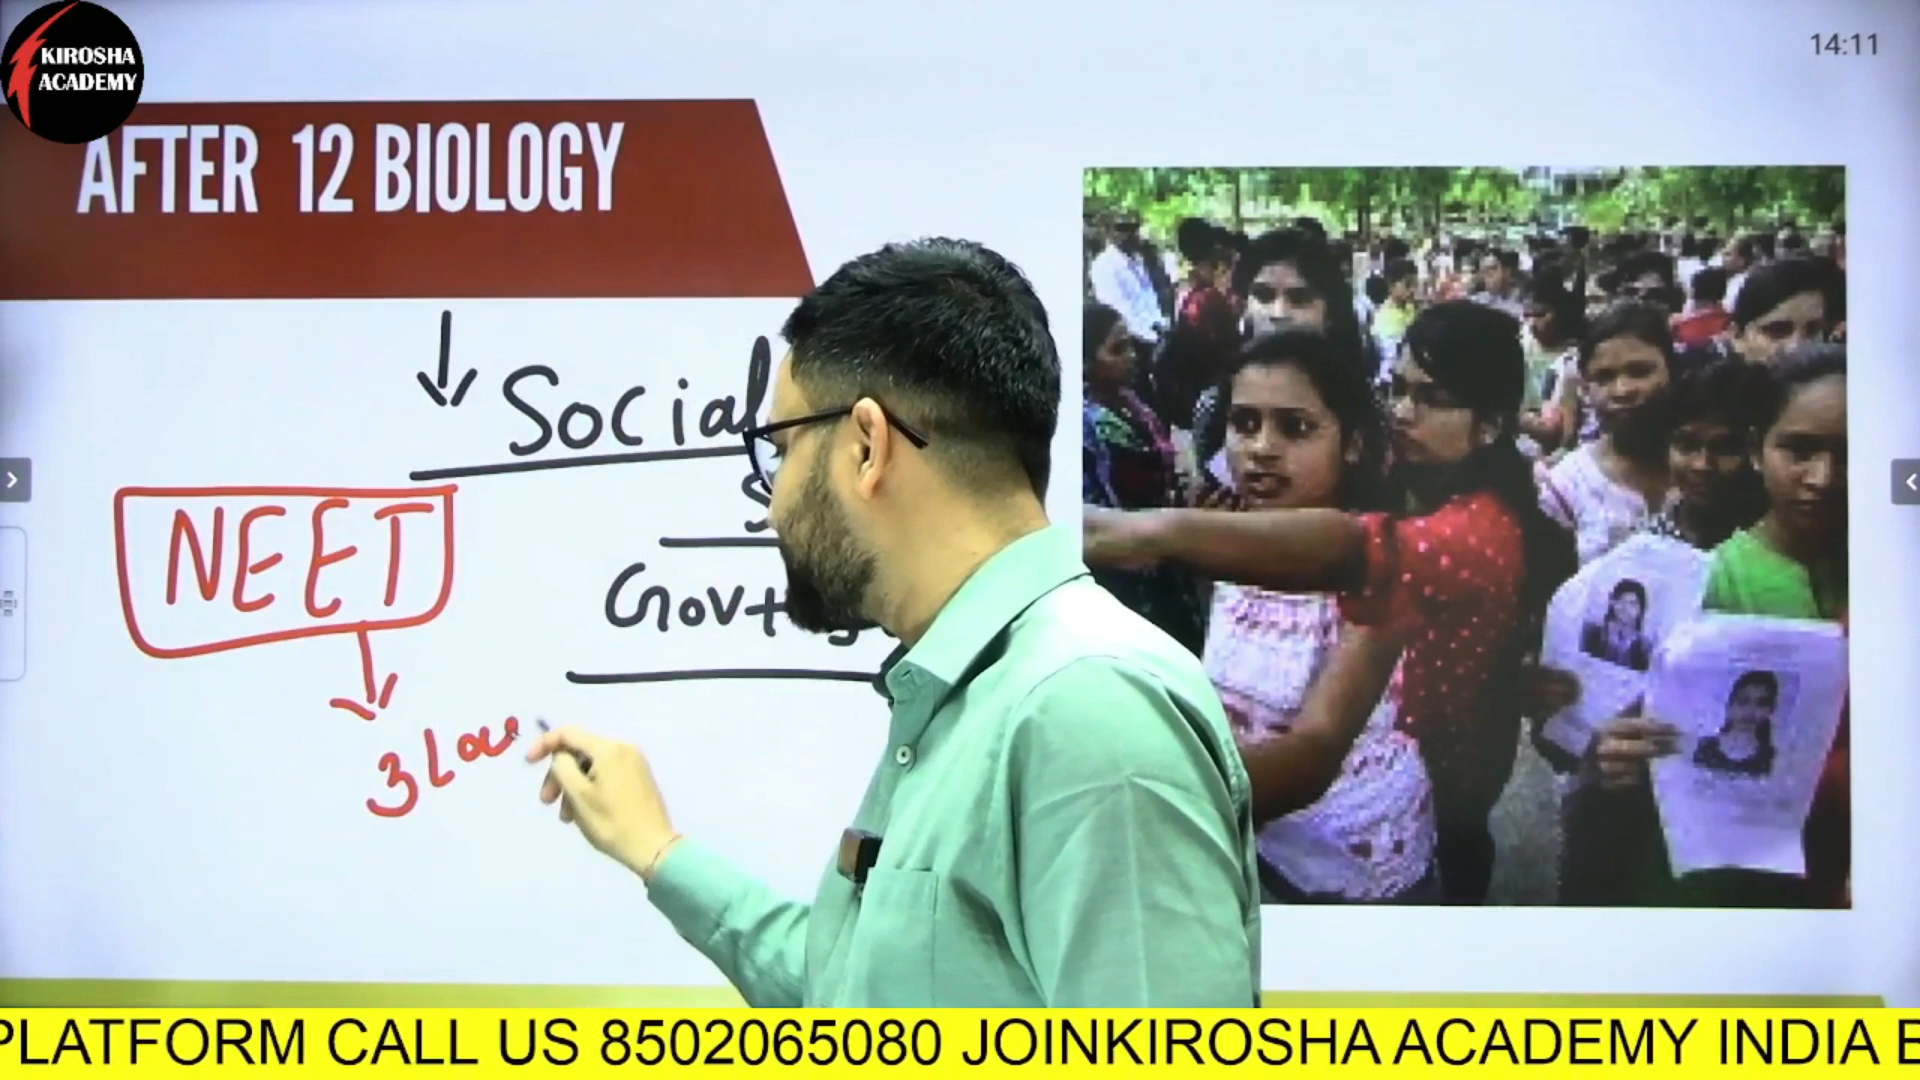 KIROSHA
ACADEMY
14:11
AFTER 12 BIOLOGY
Social
NEET
Govt
3 Lac
PLATFORM CALL US 8502065080 JOINKIROSHA ACADEMY INDIA